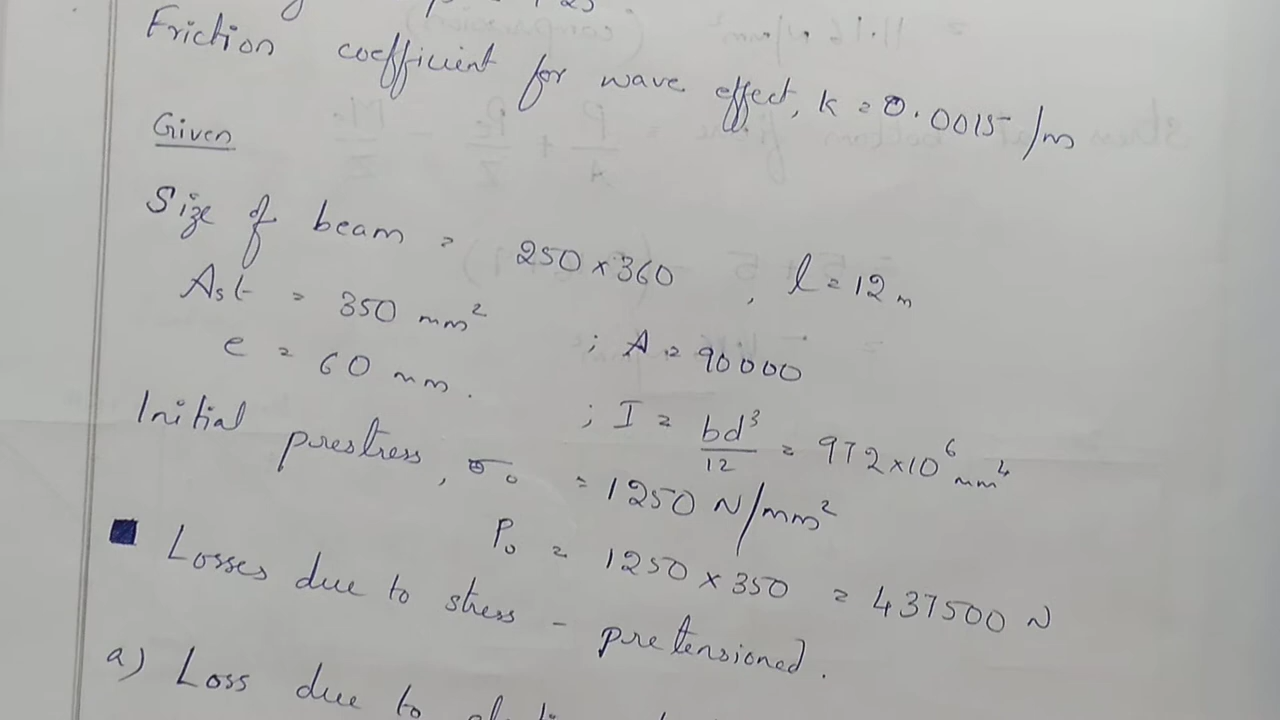 Friction coefficient for wave effect, k = 0.0015 /m
Given
Size of beam = 250 × 360 , l = 12 m
Ast = 350 mm² ; A = 90000
e = 60 mm. ; I = bd³/12 = 972×10⁶ mm⁴
Initial prestress, σ₀ = 1250 N/mm²
P₀ = 1250 × 350 = 437500 N
Losses due to stress - pretensioned.
a) Loss due to